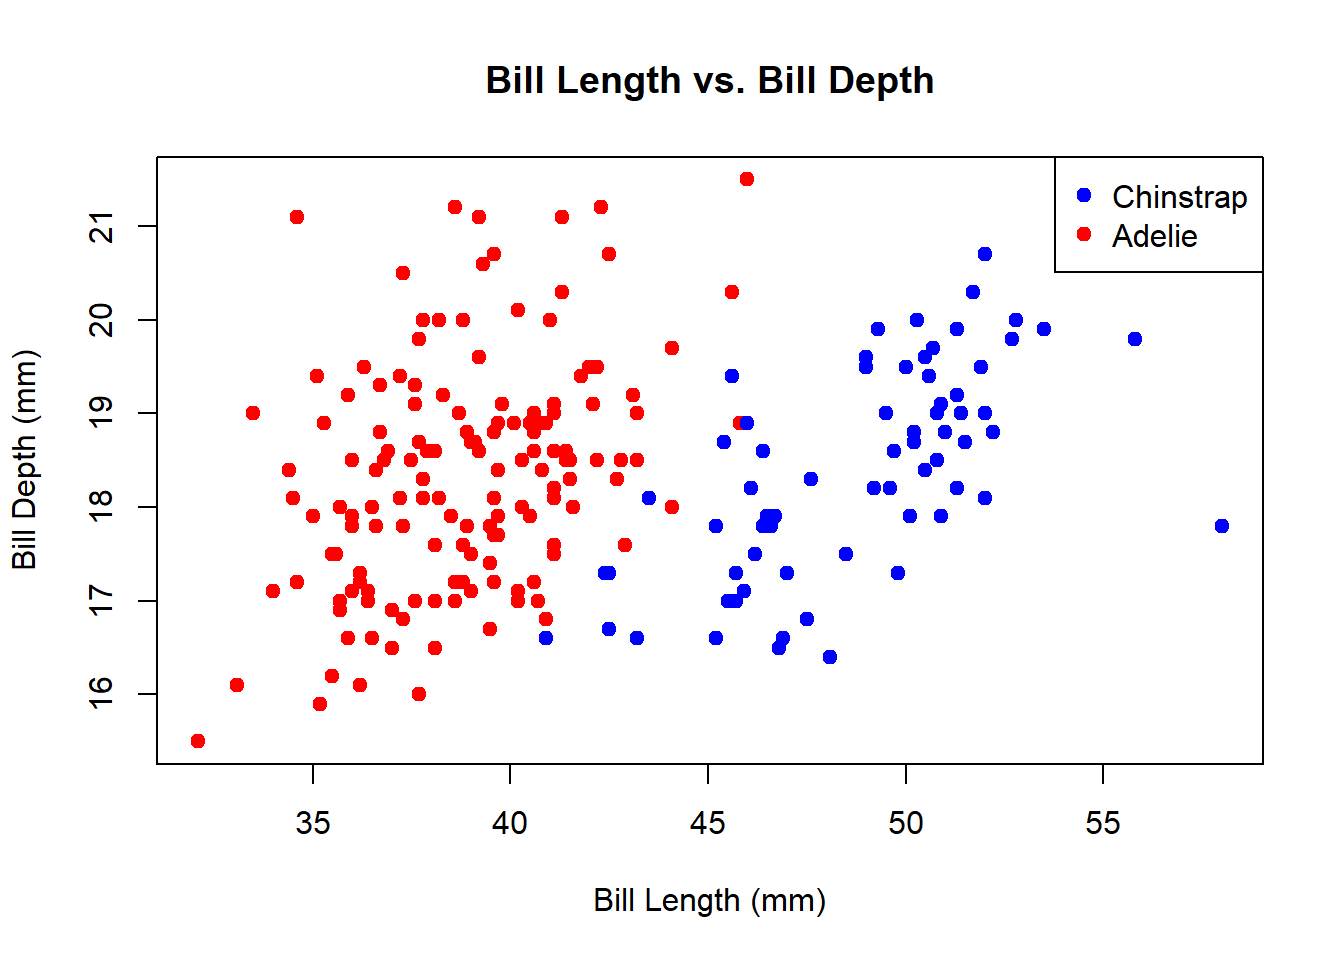 Bill Length vs. Bill Depth
Chinstrap
Adelie
Bill Depth (mm)
21
20
19
18
17
16
35 40 45 50 55
Bill Length (mm)